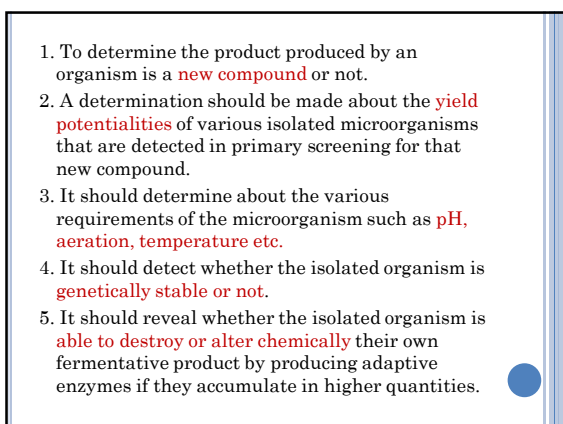 1. To determine the product produced by an
organism is a new compound or not.
2. A determination should be made about the yield
potentialities of various isolated microorganisms
that are detected in primary screening for that
new compound.
3. It should determine about the various
requirements of the microorganism such as pH,
aeration, temperature etc.
4. It should detect whether the isolated organism is
genetically stable or not.
5. It should reveal whether the isolated organism is
able to destroy or alter chemically their own
fermentative product by producing adaptive
enzymes if they accumulate in higher quantities.